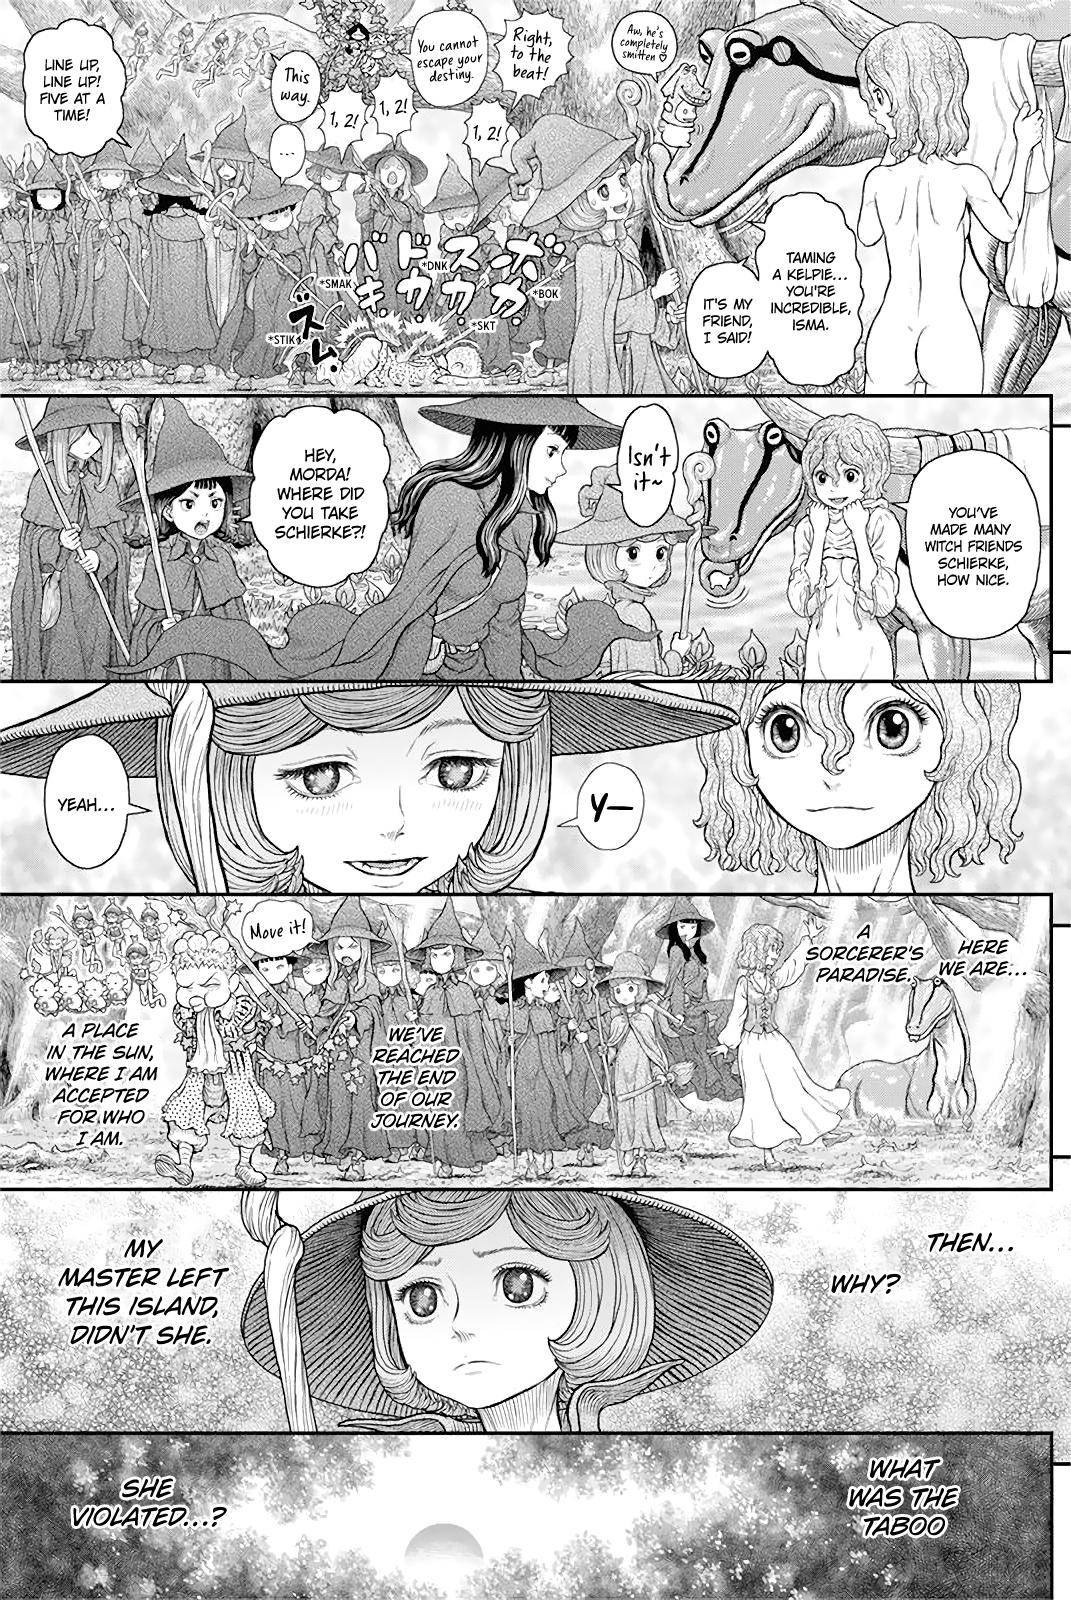 Aw, he's
completely
smitten ♡
TAMING
A KELPIE...
YOU'RE
INCREDIBLE,
ISMA.
IT'S MY
FRIEND,
I SAID!
Right,
to the
beat!
You cannot
escape your
destiny.
1, 2!
1, 2!
1, 2!
This
way.
...
LINE UP,
LINE UP!
FIVE AT A
TIME!
ボカ
*BOK
スカ
*SKT
ドカ
*DNK
バキ
*SMAK
ズム
*STIK
YOU'VE
MADE MANY
WITCH FRIENDS
SCHIERKE,
HOW NICE.
Isn't
it~
HEY,
MORDA!
WHERE DID
YOU TAKE
SCHIERKE?!
Y—
YEAH...
HERE
WE ARE...
A
SORCERER'S
PARADISE.
WE'VE
REACHED
THE END
OF OUR
JOURNEY.
Move it!
A PLACE
IN THE SUN,
WHERE I AM
ACCEPTED
FOR WHO
I AM.
THEN...
WHY?
MY
MASTER LEFT
THIS ISLAND,
DIDN'T SHE.
WHAT
WAS THE
TABOO
SHE
VIOLATED...?